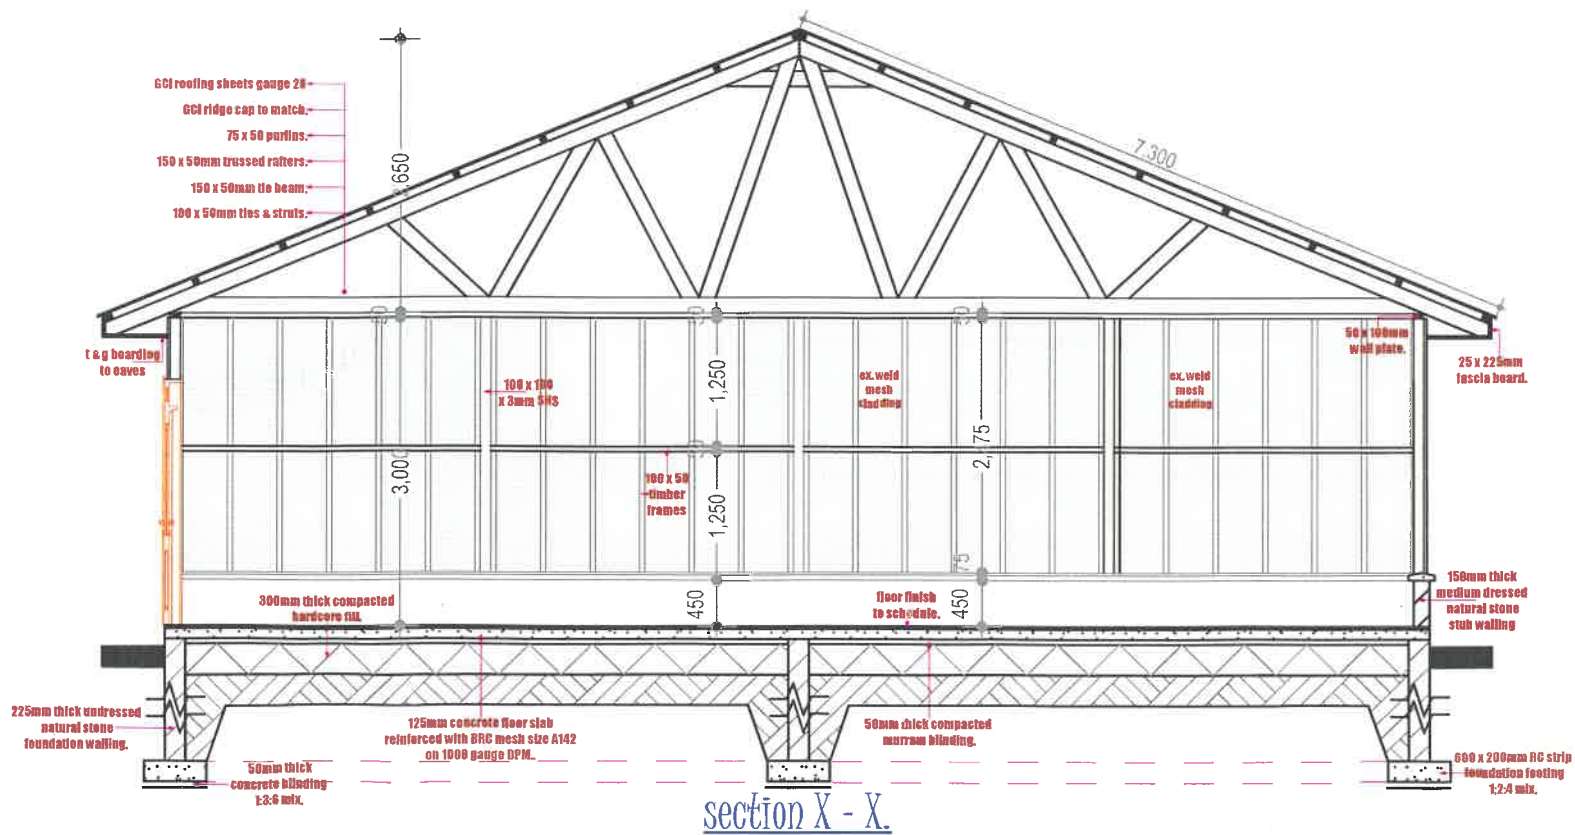 GCI roofing sheets gauge 28
GCI ridge cap to match.
75 x 50 purlins.
150 x 50mm trussed rafters.
150 x 50mm tie beam.
100 x 50mm ties & struts.
7,300
650
50
50
50
t & g boarding
to eaves
50 x 100mm
wall plate.
25 x 225mm
fascia board.
100 x 100
x 3mm SHS
1,250
ex. weld
mesh
cladding
ex. weld
mesh
cladding
3,000
50
100 x 50
timber
frames
1,250
75
450
450
300mm thick compacted
hardcore fill.
floor finish
to schedule.
150mm thick
medium dressed
natural stone
stub walling
225mm thick undressed
natural stone
foundation walling.
125mm concrete floor slab
reinforced with BRC mesh size A142
on 1000 gauge DPM..
50mm thick compacted
murram blinding.
50mm thick
concrete blinding
1:3:6 mix.
600 x 200mm RC strip
foundation footing
1:2:4 mix.
section X - X.